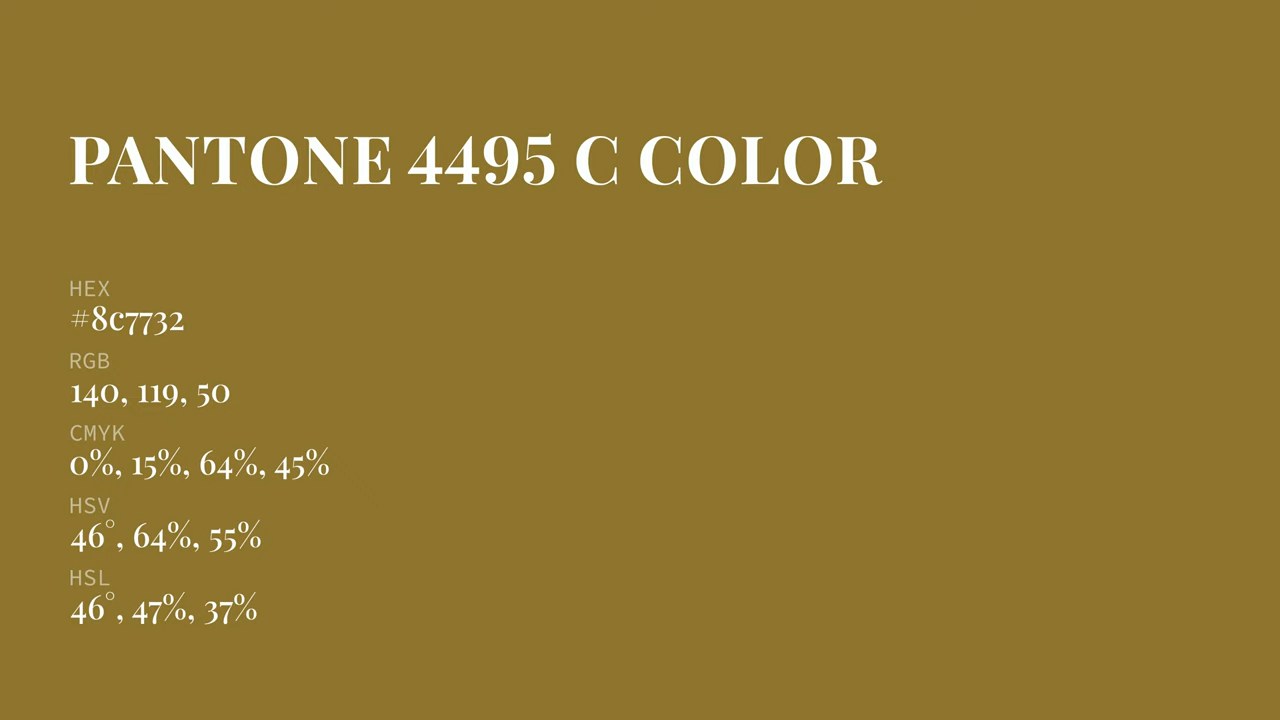 PANTONE 4495 C COLOR
HEX
#8c7732
RGB
140, 119, 50
CMYK
0%, 15%, 64%, 45%
HSV
46°, 64%, 55%
HSL
46°, 47%, 37%